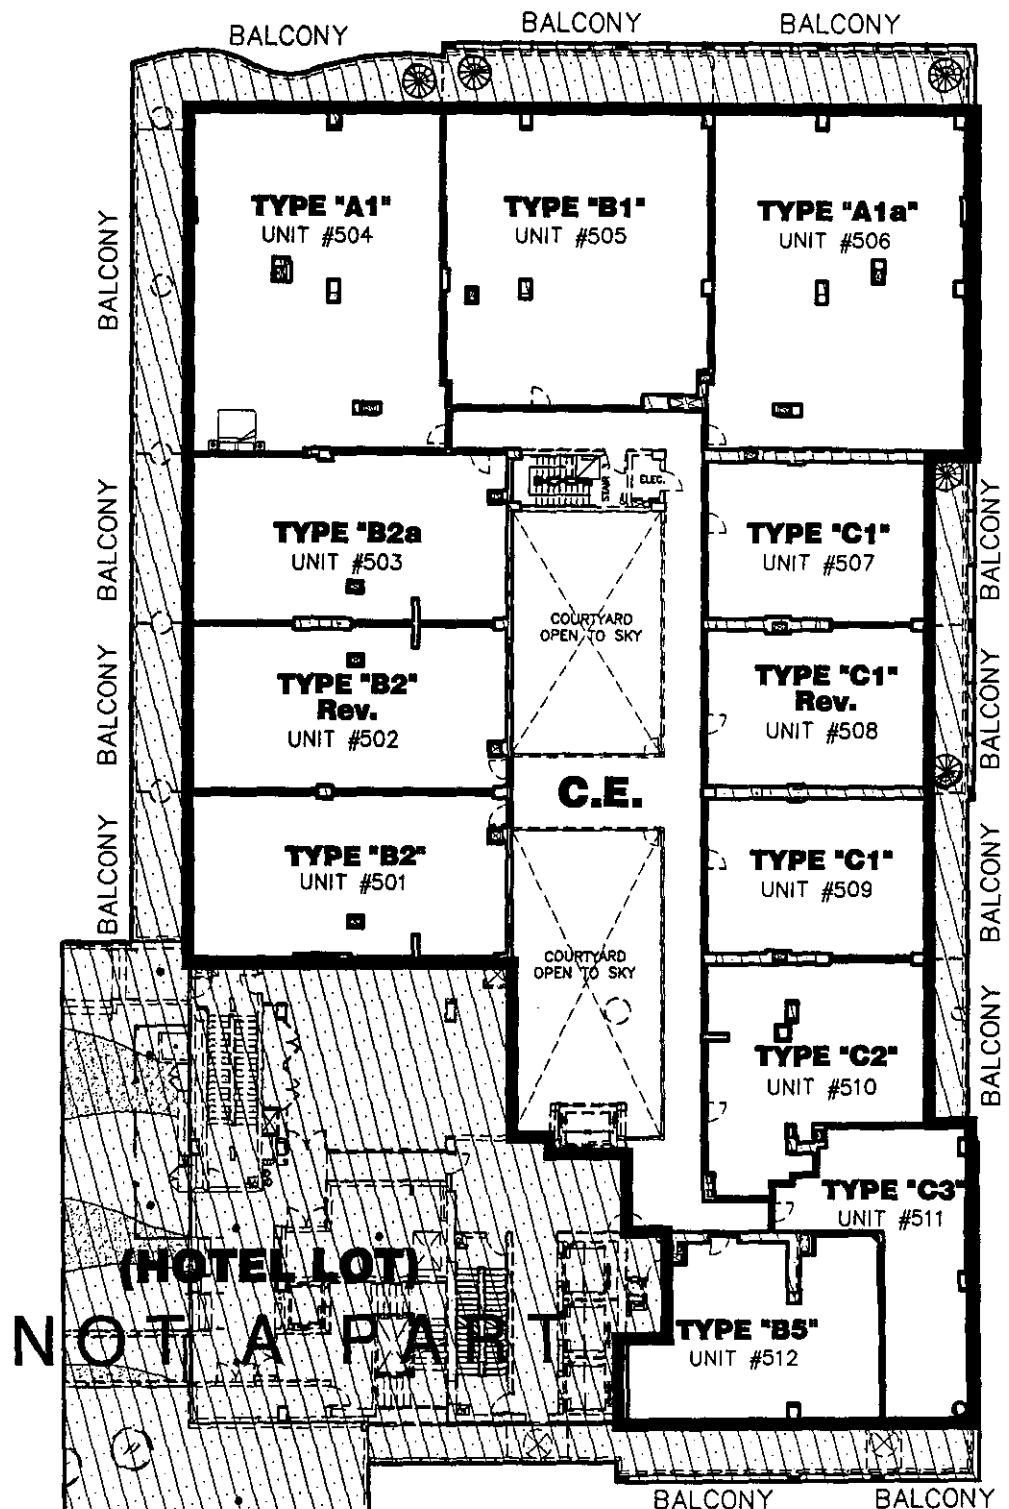 BALCONY
BALCONY
BALCONY
TYPE "A1"
UNIT #504
TYPE "B1"
UNIT #505
TYPE "A1a"
UNIT #506
BALCONY
STAIR
ELEC.
BALCONY
TYPE "B2a
UNIT #503
TYPE "C1"
UNIT #507
BALCONY
COURTYARD
OPEN TO SKY
BALCONY
TYPE "B2"
Rev.
UNIT #502
TYPE "C1"
Rev.
UNIT #508
BALCONY
C.E.
BALCONY
TYPE "B2"
UNIT #501
TYPE "C1"
UNIT #509
BALCONY
COURTYARD
OPEN TO SKY
TYPE "C2"
UNIT #510
BALCONY
TYPE "C3"
UNIT #511
(HOTEL LOT)
NOT A PART
TYPE "B5"
UNIT #512
BALCONY
BALCONY